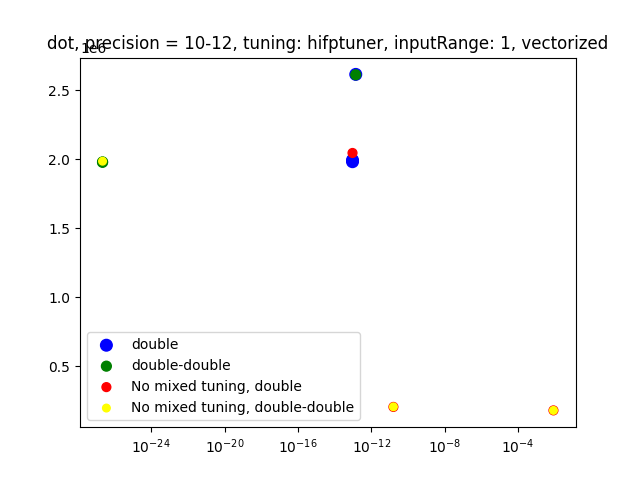 dot, precision = 10-12, tuning: hifptuner, inputRange: 1, vectorized
1e6
2.5
2.0
1.5
1.0
0.5
double
double-double
No mixed tuning, double
No mixed tuning, double-double
10⁻²⁴ 10⁻²⁰ 10⁻¹⁶ 10⁻¹² 10⁻⁸ 10⁻⁴